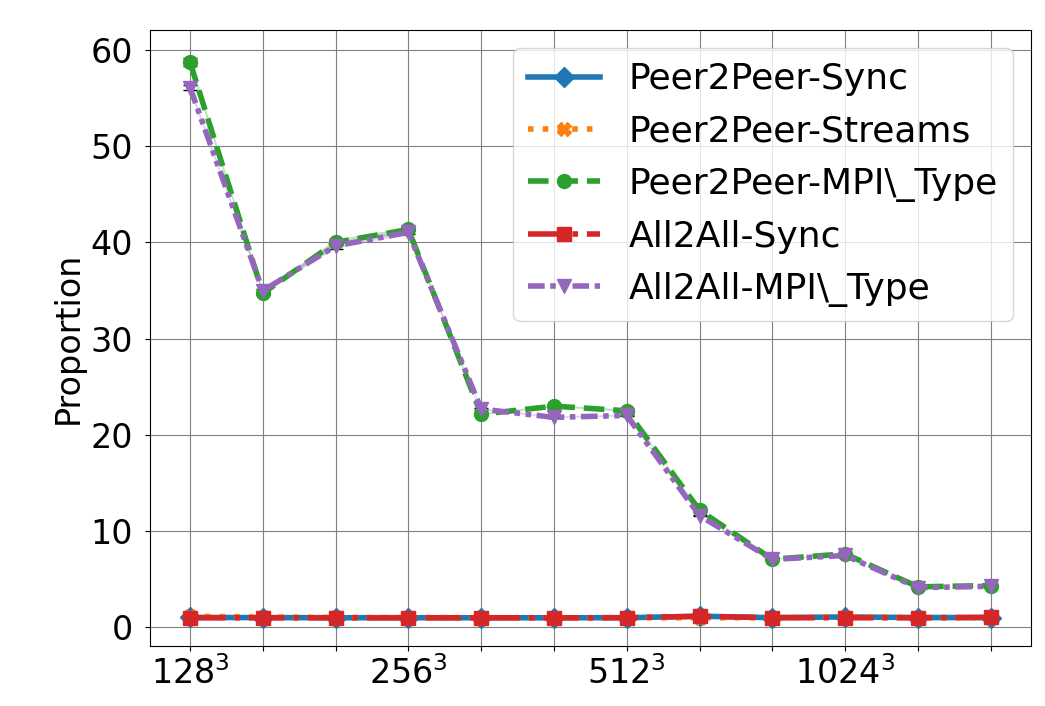 60
50
40
30
20
10
0
Proportion
Peer2Peer-Sync
Peer2Peer-Streams
Peer2Peer-MPI\_Type
All2All-Sync
All2All-MPI\_Type
128³ 256³ 512³ 1024³